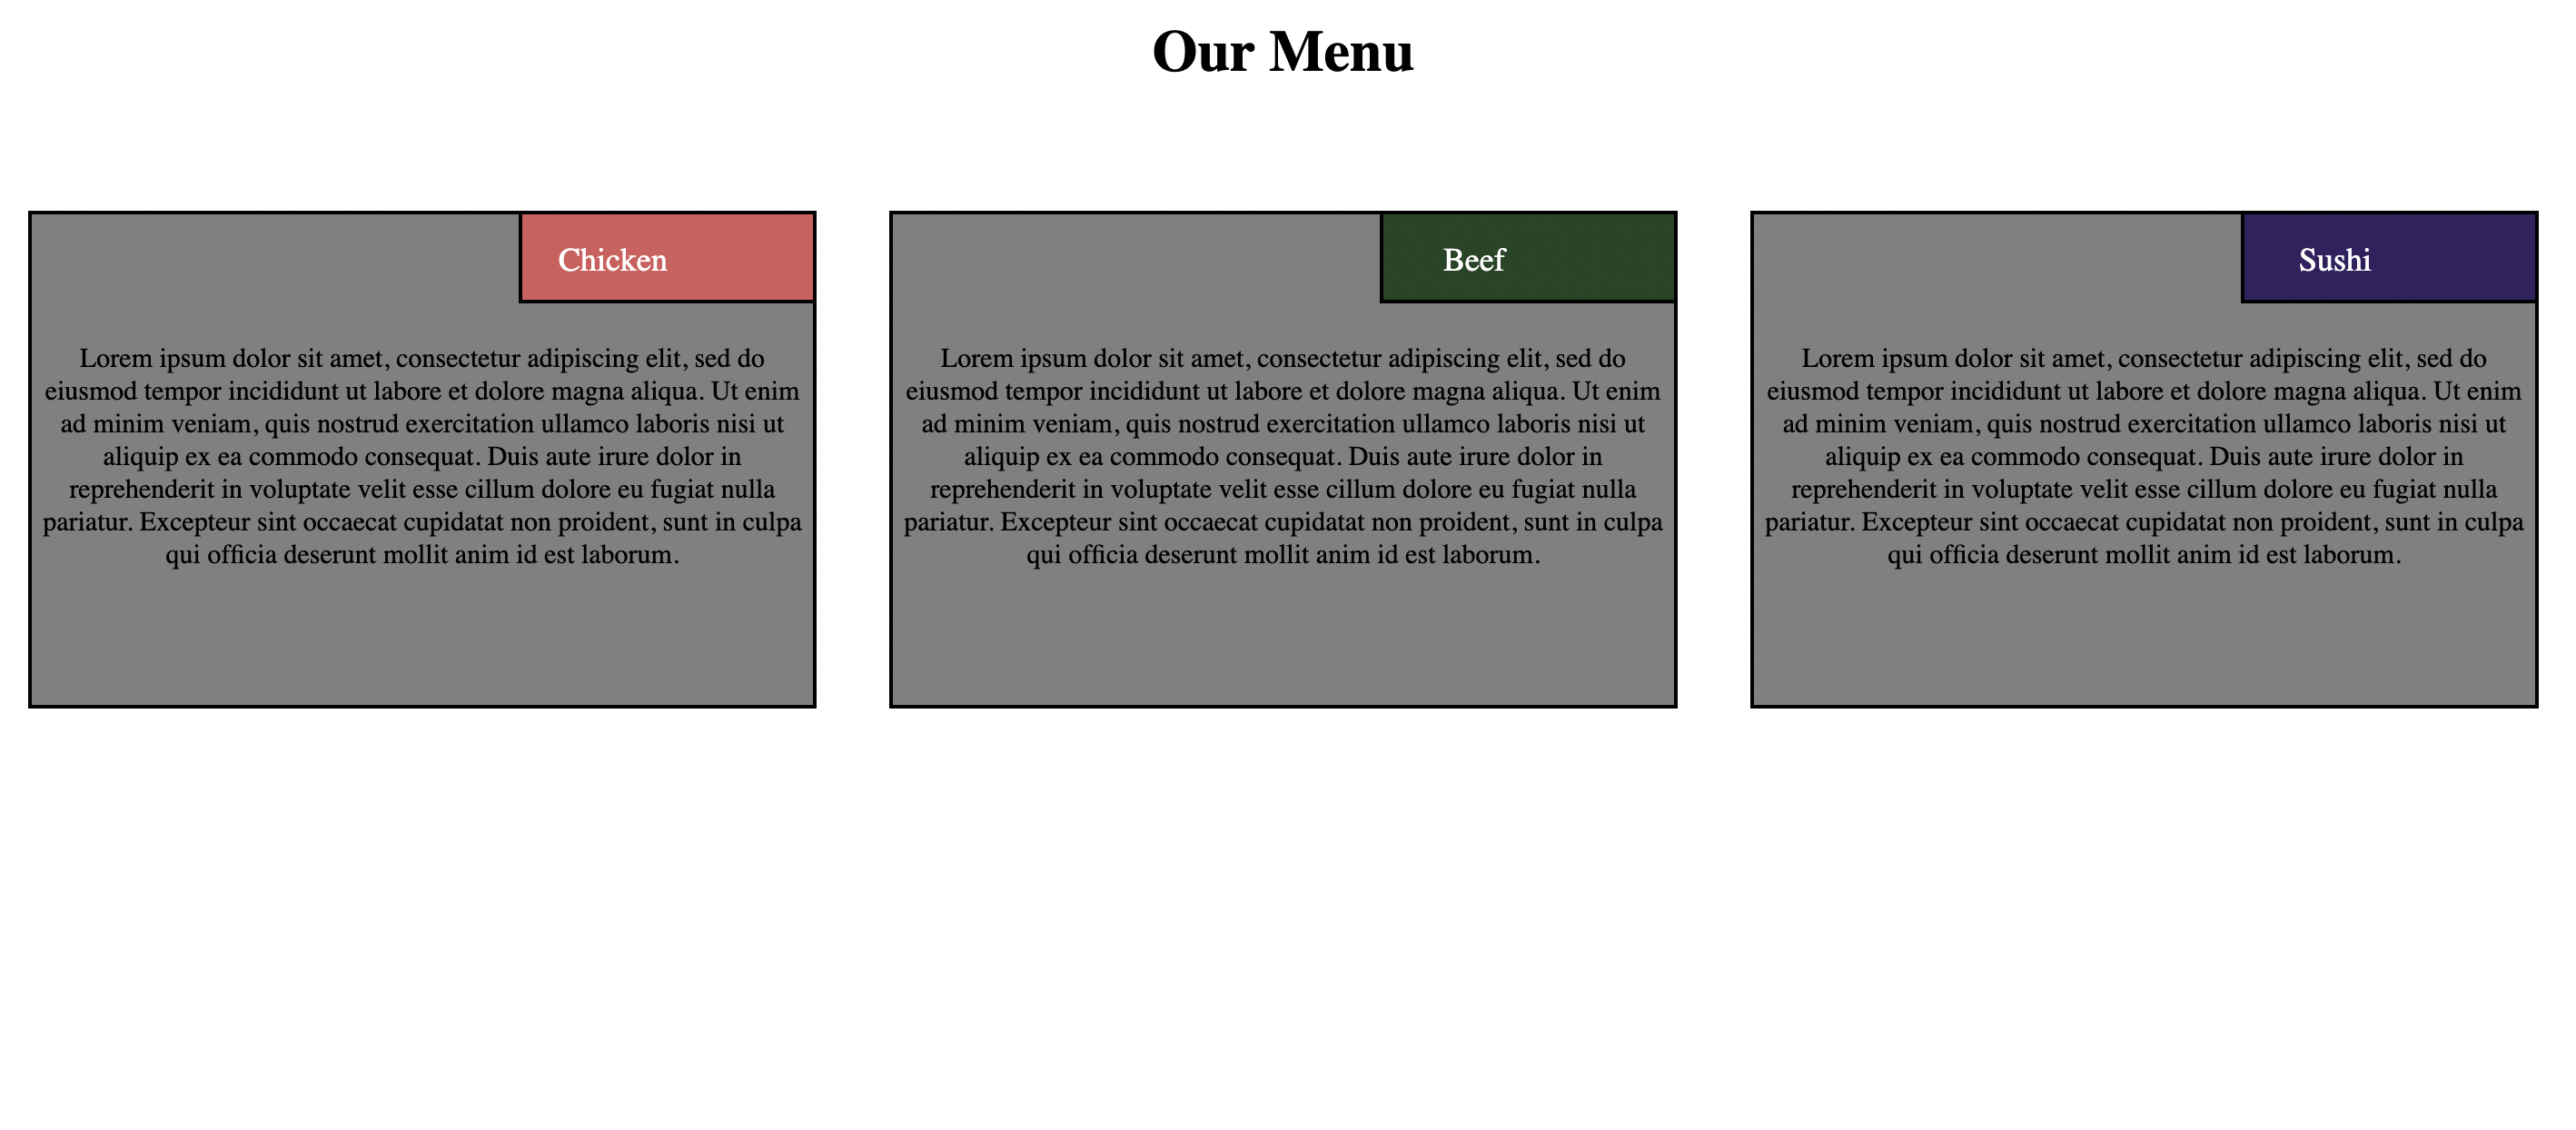 Our Menu
Chicken
Lorem ipsum dolor sit amet, consectetur adipiscing elit, sed do
eiusmod tempor incididunt ut labore et dolore magna aliqua. Ut enim
ad minim veniam, quis nostrud exercitation ullamco laboris nisi ut
aliquip ex ea commodo consequat. Duis aute irure dolor in
reprehenderit in voluptate velit esse cillum dolore eu fugiat nulla
pariatur. Excepteur sint occaecat cupidatat non proident, sunt in culpa
qui officia deserunt mollit anim id est laborum.
Beef
Lorem ipsum dolor sit amet, consectetur adipiscing elit, sed do
eiusmod tempor incididunt ut labore et dolore magna aliqua. Ut enim
ad minim veniam, quis nostrud exercitation ullamco laboris nisi ut
aliquip ex ea commodo consequat. Duis aute irure dolor in
reprehenderit in voluptate velit esse cillum dolore eu fugiat nulla
pariatur. Excepteur sint occaecat cupidatat non proident, sunt in culpa
qui officia deserunt mollit anim id est laborum.
Sushi
Lorem ipsum dolor sit amet, consectetur adipiscing elit, sed do
eiusmod tempor incididunt ut labore et dolore magna aliqua. Ut enim
ad minim veniam, quis nostrud exercitation ullamco laboris nisi ut
aliquip ex ea commodo consequat. Duis aute irure dolor in
reprehenderit in voluptate velit esse cillum dolore eu fugiat nulla
pariatur. Excepteur sint occaecat cupidatat non proident, sunt in culpa
qui officia deserunt mollit anim id est laborum.